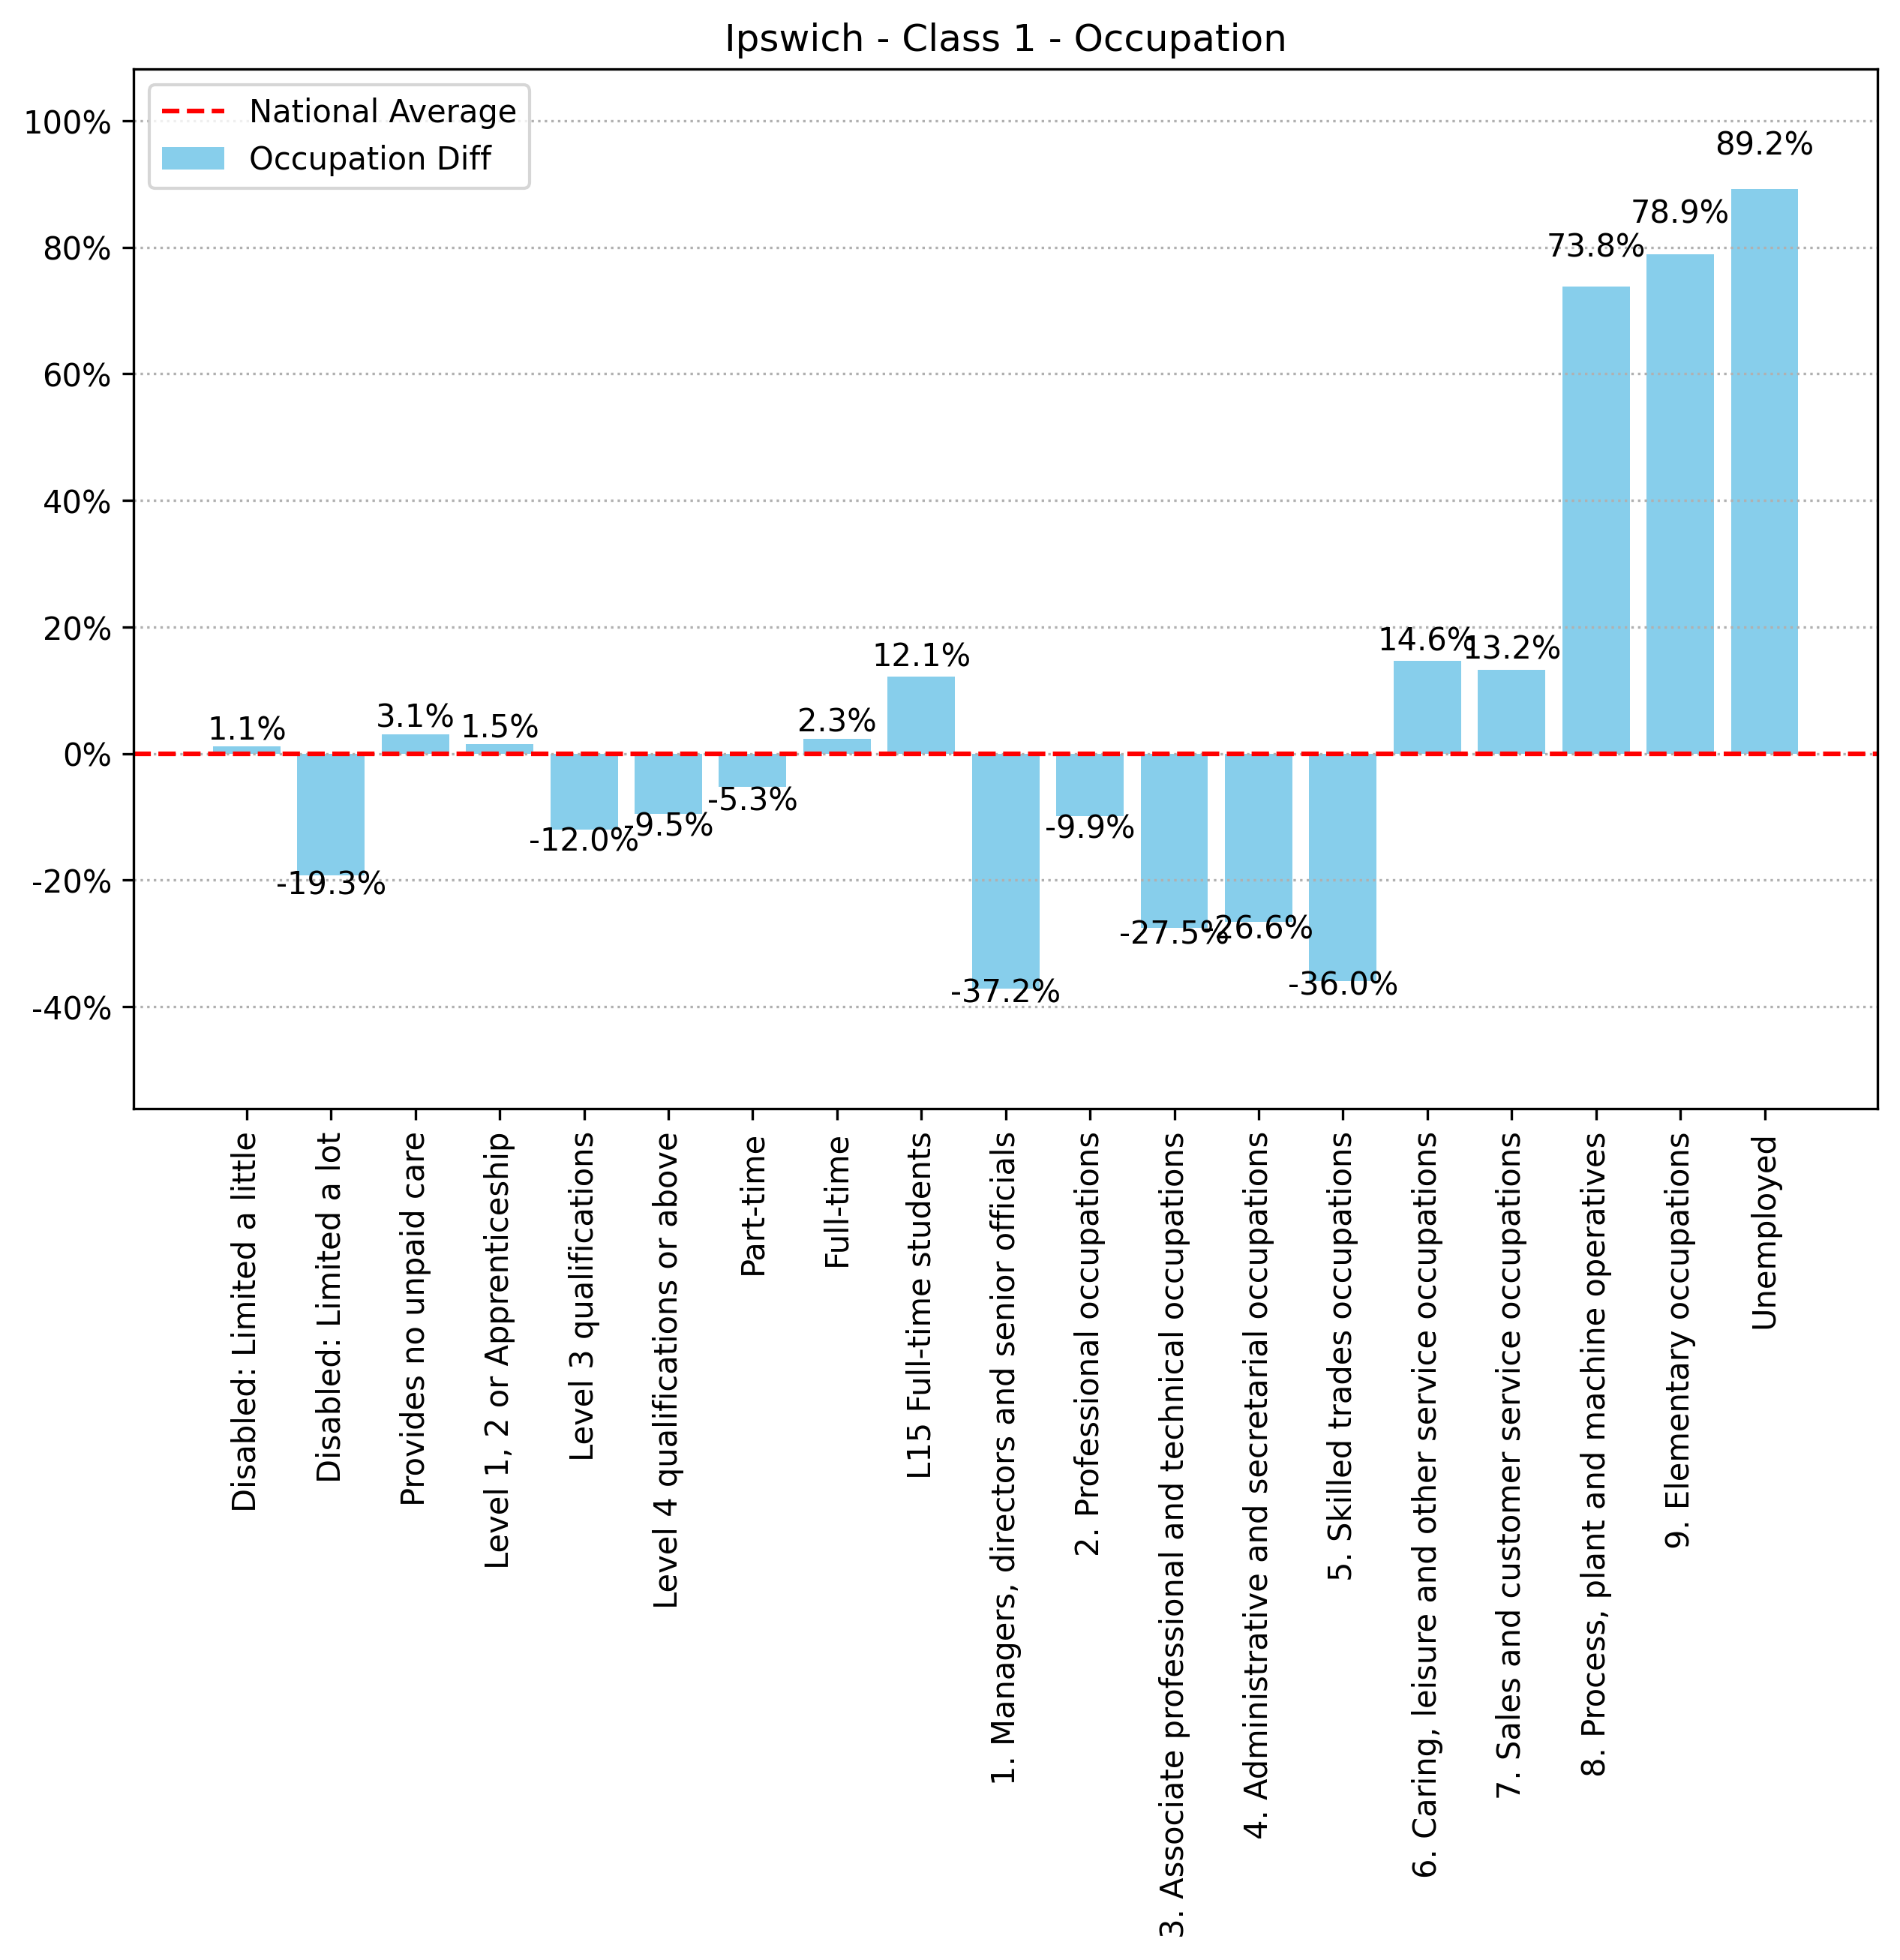 Ipswich - Class 1 - Occupation
National Average
Occupation Diff
100%
80%
60%
40%
20%
0%
-20%
-40%
1.1%
-19.3%
3.1%
1.5%
-12.0%
-9.5%
-5.3%
2.3%
12.1%
-37.2%
-9.9%
-27.5%
-26.6%
-36.0%
14.6%
13.2%
73.8%
78.9%
89.2%
Disabled: Limited a little
Disabled: Limited a lot
Provides no unpaid care
Level 1, 2 or Apprenticeship
Level 3 qualifications
Level 4 qualifications or above
Part-time
Full-time
L15 Full-time students
1. Managers, directors and senior officials
2. Professional occupations
3. Associate professional and technical occupations
4. Administrative and secretarial occupations
5. Skilled trades occupations
6. Caring, leisure and other service occupations
7. Sales and customer service occupations
8. Process, plant and machine operatives
9. Elementary occupations
Unemployed